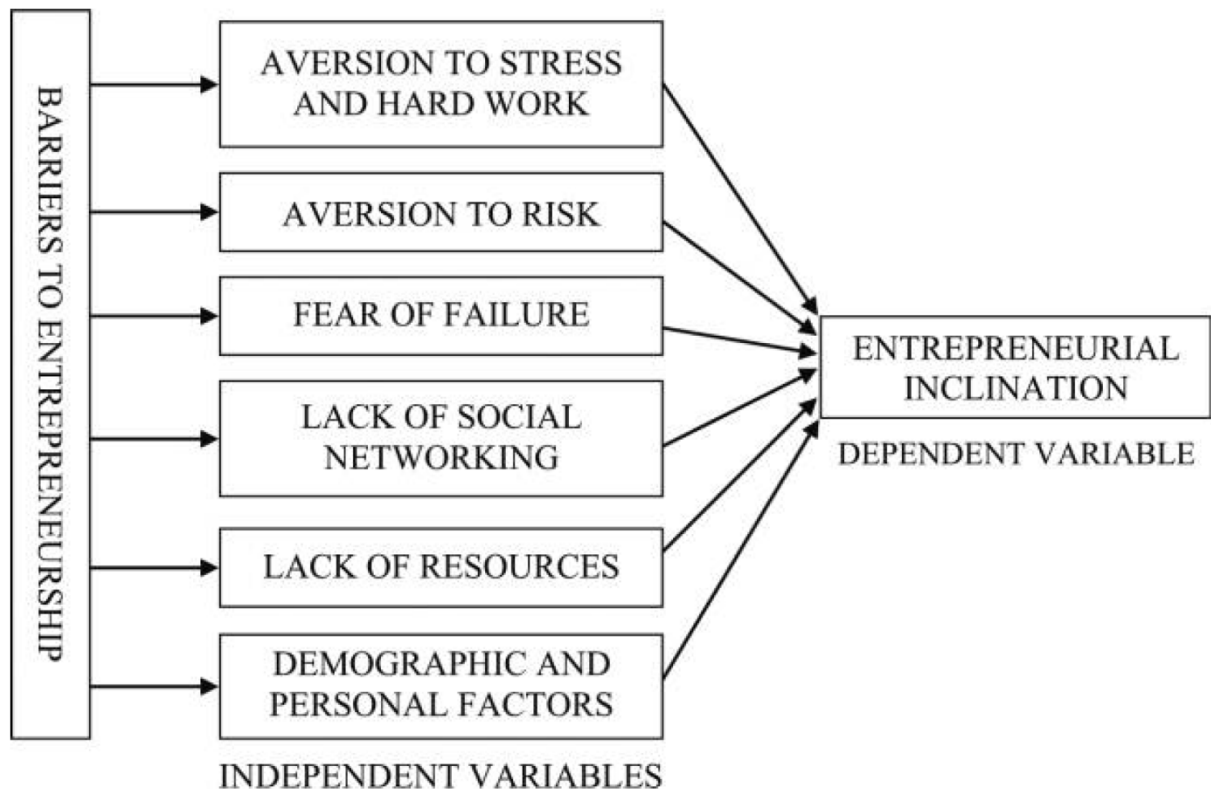 BARRIERS TO ENTREPRENEURSHIP
AVERSION TO STRESS
AND HARD WORK
AVERSION TO RISK
FEAR OF FAILURE
LACK OF SOCIAL
NETWORKING
LACK OF RESOURCES
DEMOGRAPHIC AND
PERSONAL FACTORS
INDEPENDENT VARIABLES
ENTREPRENEURIAL
INCLINATION
DEPENDENT VARIABLE